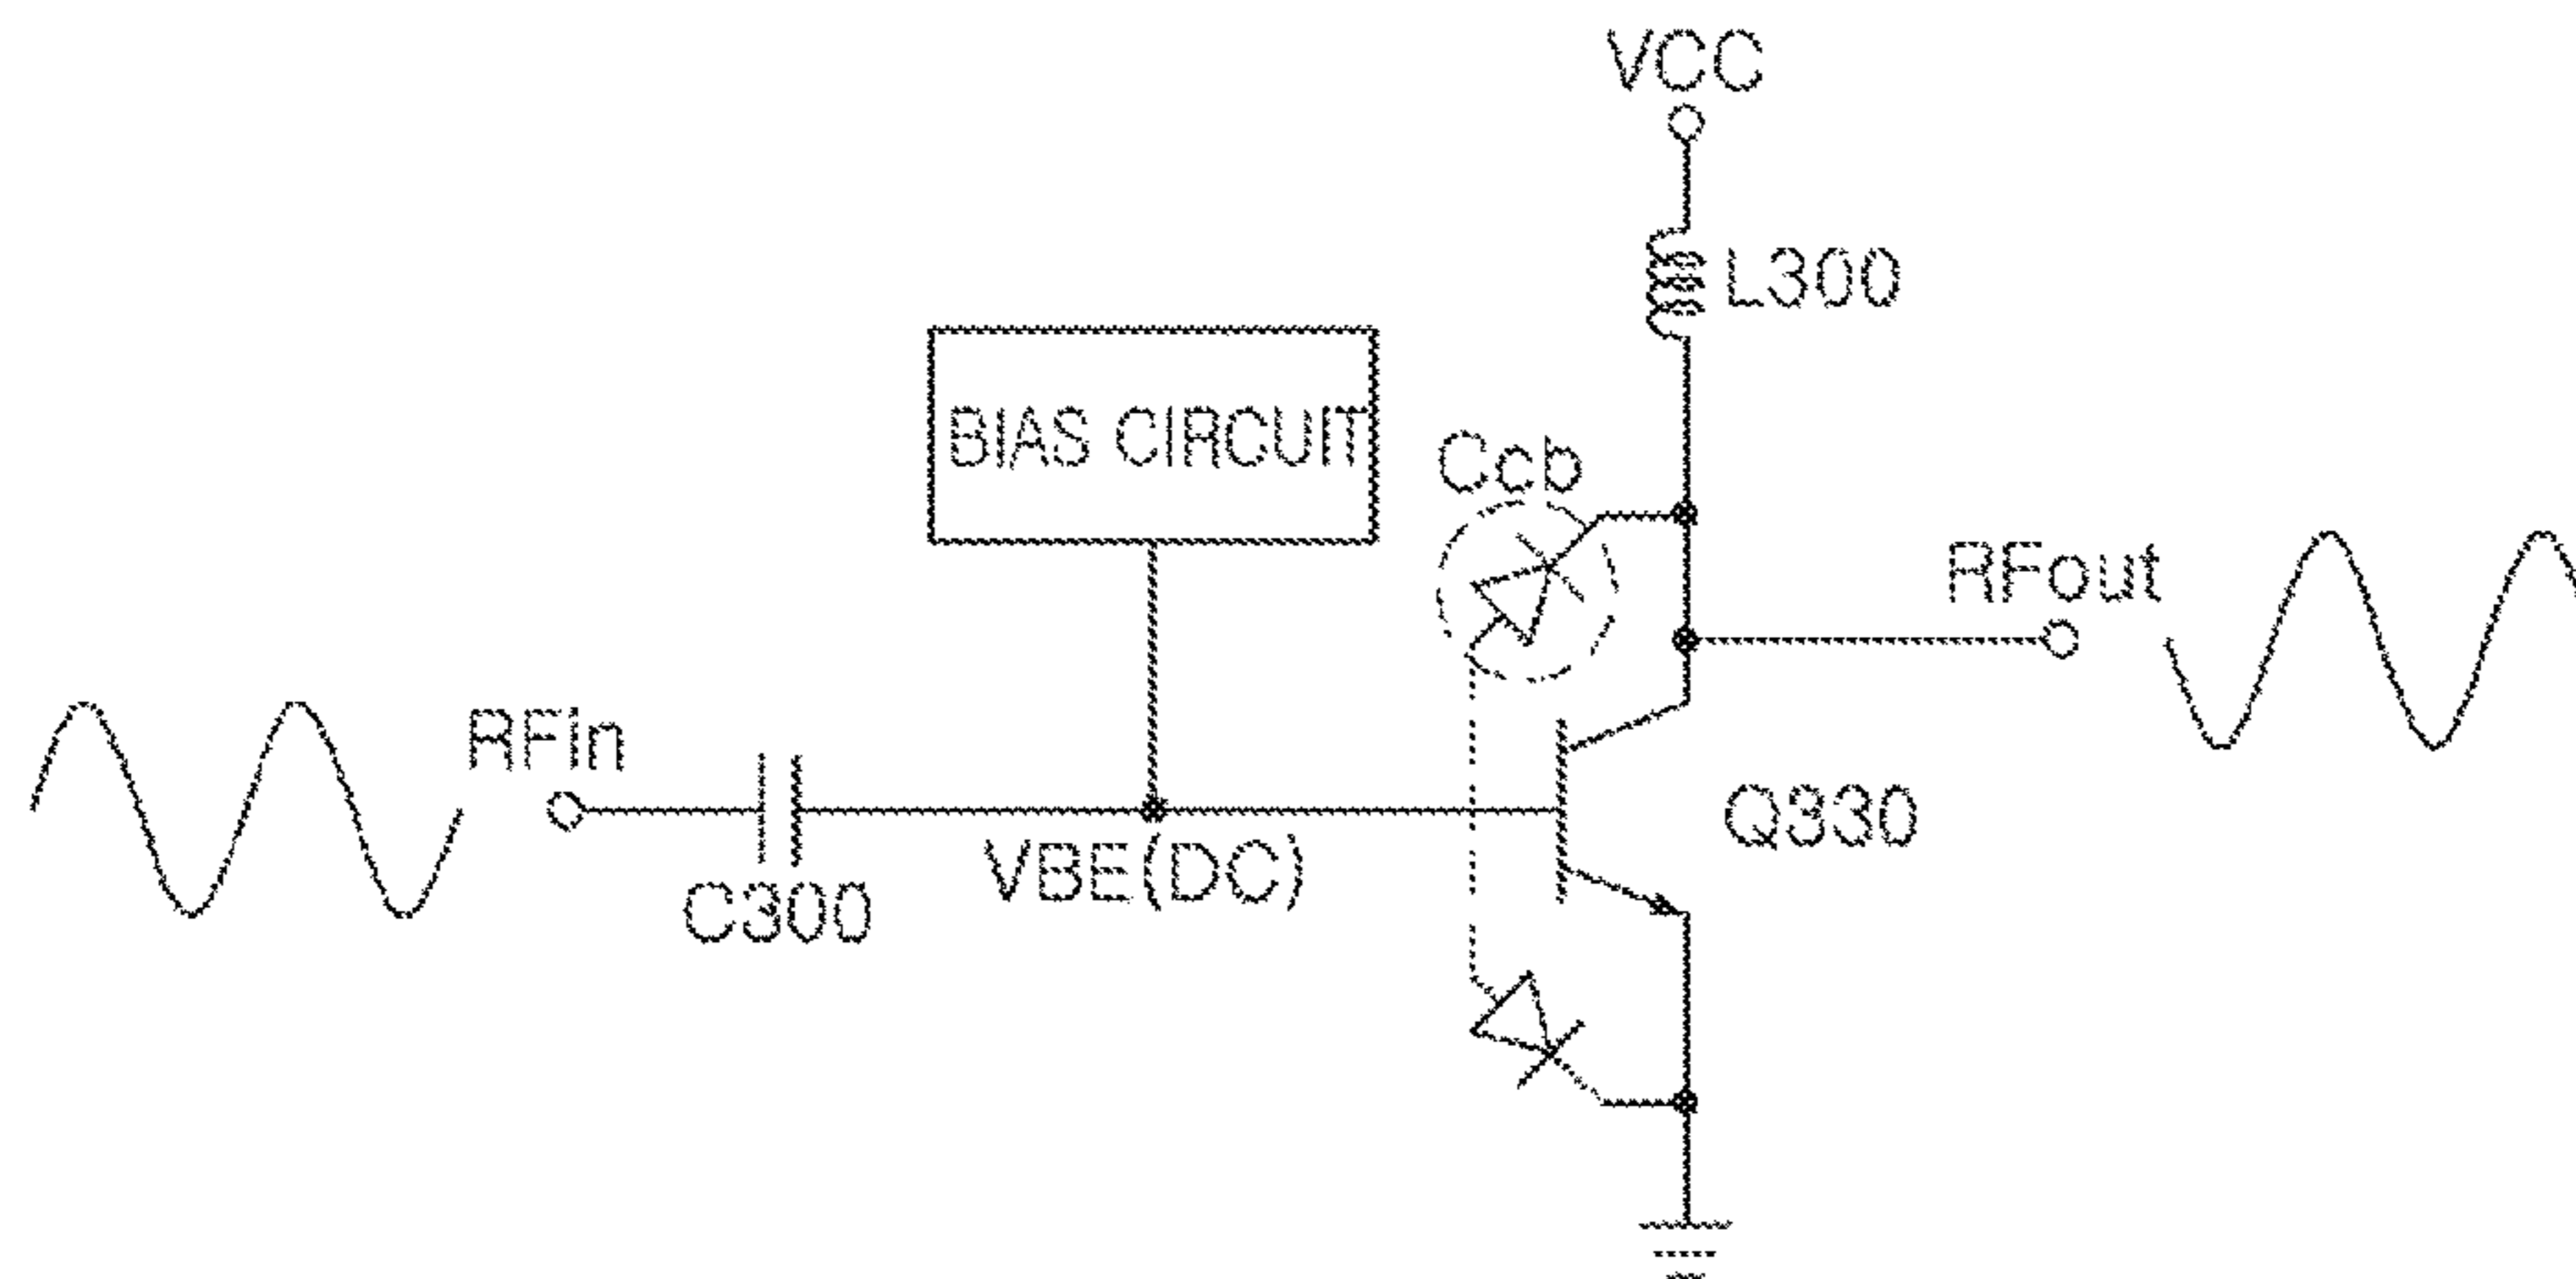 VCC
L300
BIAS CIRCUIT
Ccb
RFout
RFin
Q330
VBE(DC)
C300